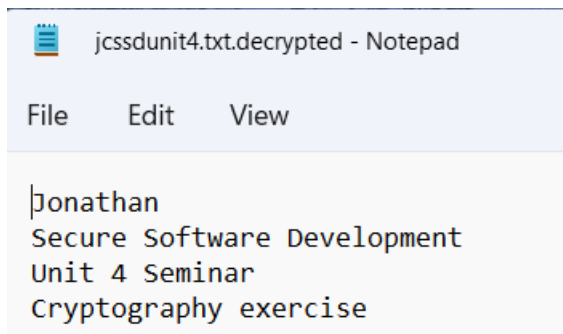 jcssdunit4.txt.decrypted - Notepad
File Edit View
Jonathan
Secure Software Development
Unit 4 Seminar
Cryptography exercise